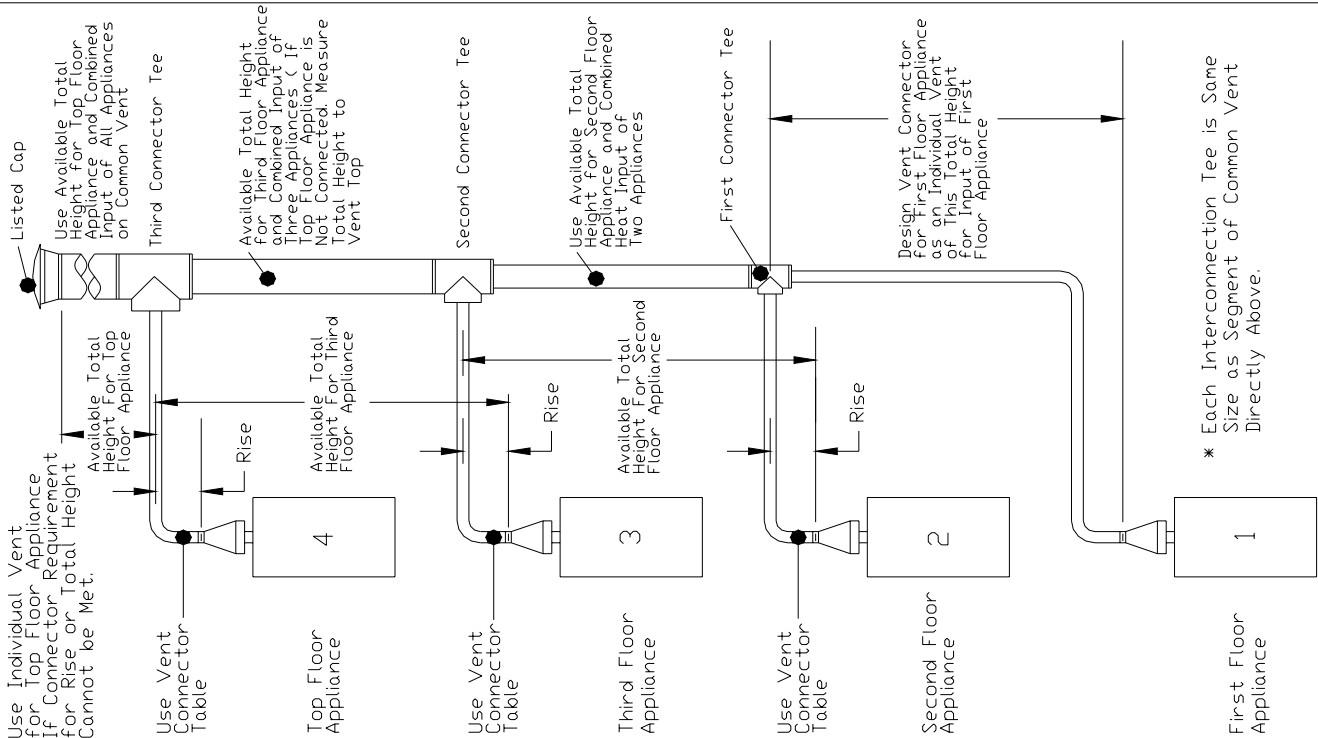 Use Individual Vent
for Top Floor Appliance
If Connector Requirement
for Rise or Total Height
Cannot be Met.
Listed Cap
Use Available Total
Height for Top Floor
Appliance and Combined
Input of All Appliances
on Common Vent
Third Connector Tee
Available Total
Height For Top
Floor Appliance
Rise
Use Vent
Connector
Table
4
Top Floor
Appliance
Available Total Height
for Third Floor Appliance
and Combined Input of
Three Appliances ( If
Top Floor Appliance is
Not Connected. Measure
Total Height to
Vent Top
Available Total
Height For Third
Floor Appliance
Second Connector Tee
Rise
Use Vent
Connector
Table
3
Third Floor
Appliance
Use Available Total
Height for Second Floor
Appliance and Combined
Heat Input of
Two Appliances
Available Total
Height For Second
Floor Appliance
First Connector Tee
Rise
Use Vent
Connector
Table
2
Second Floor
Appliance
Design Vent Connector
for First Floor Appliance
as an Individual Vent
of This Total Height
for Input of First
Floor Appliance
1
First Floor
Appliance
* Each Interconnection Tee is Same
Size as Segment of Common Vent
Directly Above.